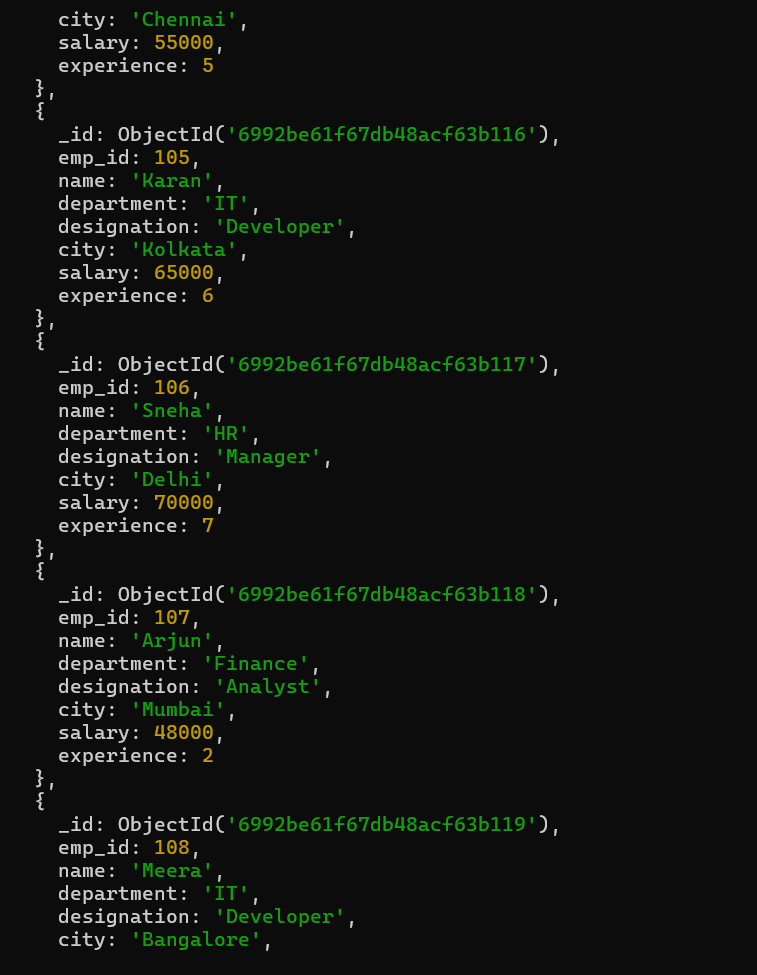 city: 'Chennai',
salary: 55000,
experience: 5
},
{
_id: ObjectId('6992be61f67db48acf63b116'),
emp_id: 105,
name: 'Karan',
department: 'IT',
designation: 'Developer',
city: 'Kolkata',
salary: 65000,
experience: 6
},
{
_id: ObjectId('6992be61f67db48acf63b117'),
emp_id: 106,
name: 'Sneha',
department: 'HR',
designation: 'Manager',
city: 'Delhi',
salary: 70000,
experience: 7
},
{
_id: ObjectId('6992be61f67db48acf63b118'),
emp_id: 107,
name: 'Arjun',
department: 'Finance',
designation: 'Analyst',
city: 'Mumbai',
salary: 48000,
experience: 2
},
{
_id: ObjectId('6992be61f67db48acf63b119'),
emp_id: 108,
name: 'Meera',
department: 'IT',
designation: 'Developer',
city: 'Bangalore',